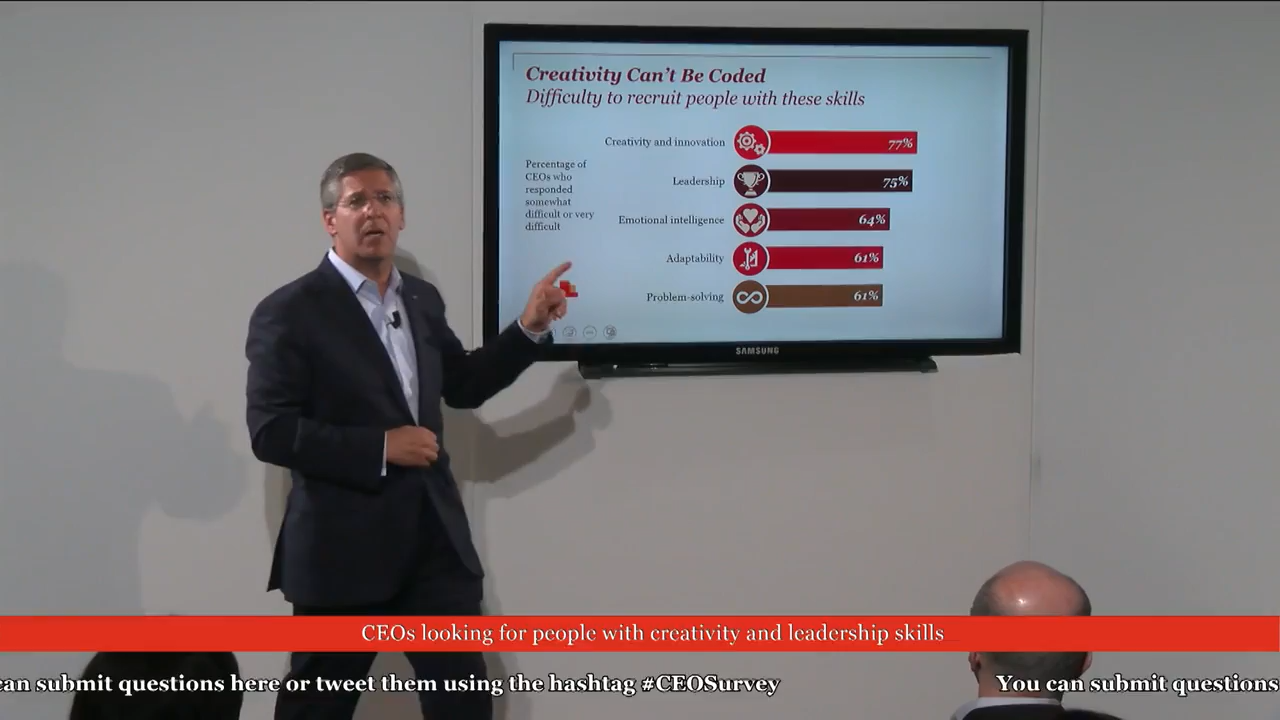 Creativity Can't Be Coded
Difficulty to recruit people with these skills
Percentage of
CEOs who
responded
somewhat
difficult or very
difficult
Creativity and innovation 77%
Leadership 75%
Emotional intelligence 64%
Adaptability 61%
Problem-solving 61%
SAMSUNG
CEOs looking for people with creativity and leadership skills
can submit questions here or tweet them using the hashtag #CEOSurvey You can submit questions